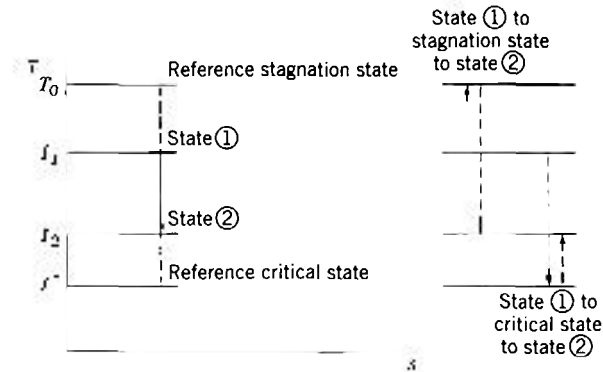 State ① to
stagnation state
to state ②
Reference stagnation state
T₀
State ①
State ②
Reference critical state
State ① to
critical state
to state ②